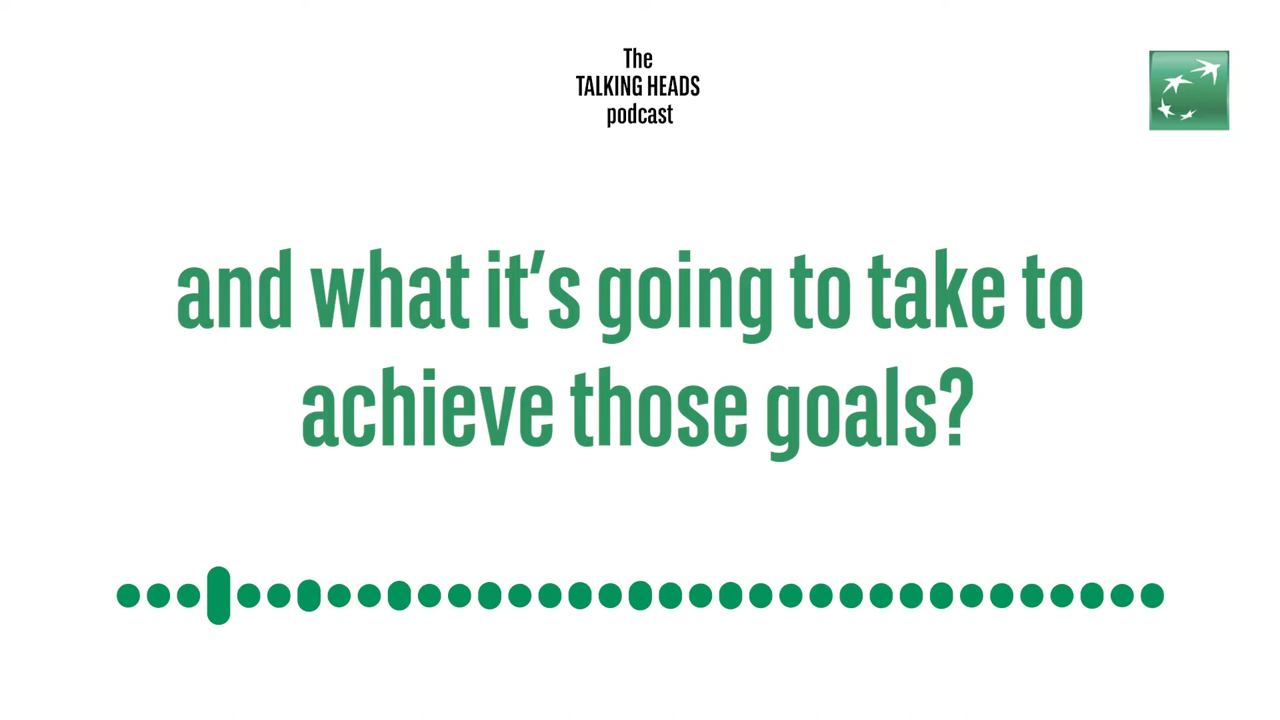 The
TALKING HEADS
podcast
and what it's going to take to
achieve those goals?